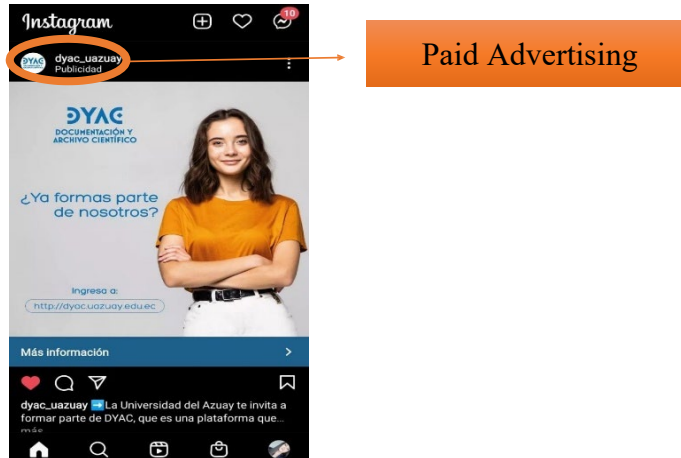 Instagram
10
DYAC dyac_uazuay
Publicidad
Paid Advertising
DYAC
DOCUMENTACIÓN Y
ARCHIVO CIENTÍFICO
¿Ya formas parte
de nosotros?
Ingresa a:
http://dyac.uazuay.edu.ec
Más información
dyac_uazuay ➡️La Universidad del Azuay te invita a
formar parte de DYAC, que es una plataforma que...
más